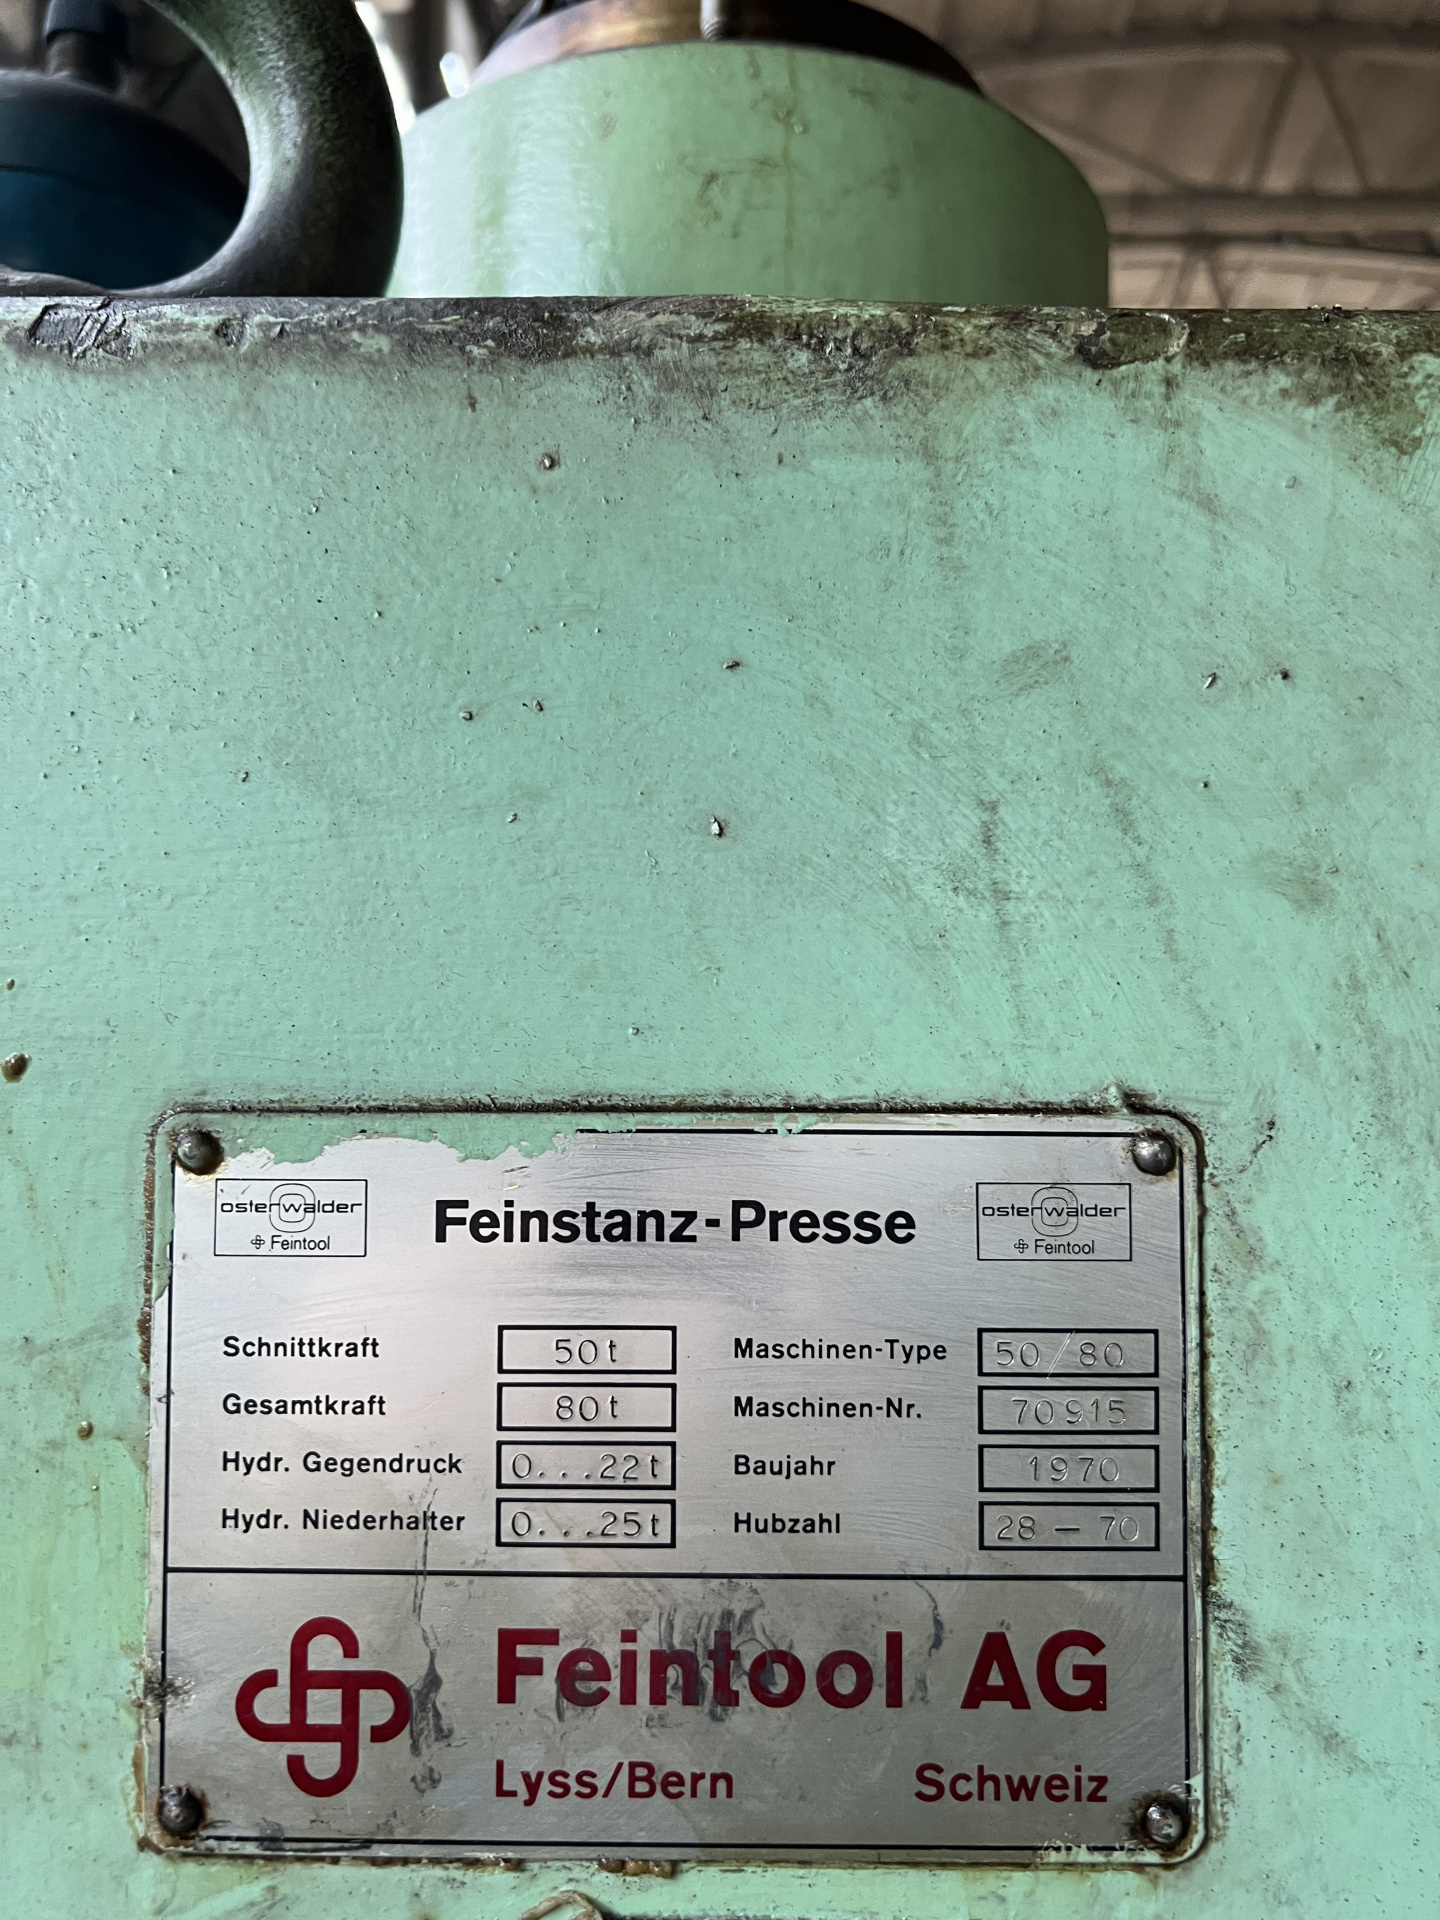 osterwalder
Feintool
Feinstanz-Presse
osterwalder
Feintool
Schnittkraft 50t Maschinen-Type 50/80
Gesamtkraft 80t Maschinen-Nr. 70915
Hydr. Gegendruck 0...22t Baujahr 1970
Hydr. Niederhalter 0...25t Hubzahl 28 — 70
Feintool AG
Lyss/Bern Schweiz